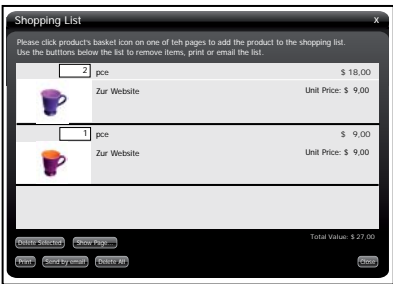 Shopping List x
Please click product's basket icon on one of teh pages to add the product to the shopping list.
Use the butttons below the list to remove items, print or email the list.
2 pce $ 18,00
Zur Website Unit Price: $ 9,00
1 pce $ 9,00
Zur Website Unit Price: $ 9,00
Total Value: $ 27,00
Delete Selected Show Page...
Print Send by email Delete All Close